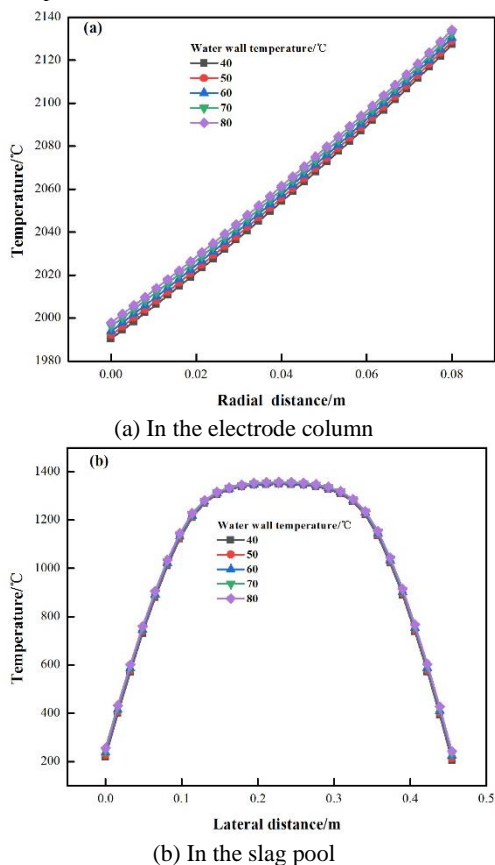 2140
(a)
2120
Water wall temperature/℃
40
2100
50
60
2080
70
80
2060
Temperature/℃
2040
2020
2000
1980
0.00 0.02 0.04 0.06 0.08
Radial distance/m
(a) In the electrode column
(b)
1400
1200
Water wall temperature/℃
40
1000
50
60
70
800
80
Temperature/℃
600
400
200
0.0 0.1 0.2 0.3 0.4 0.5
Lateral distance/m
(b) In the slag pool